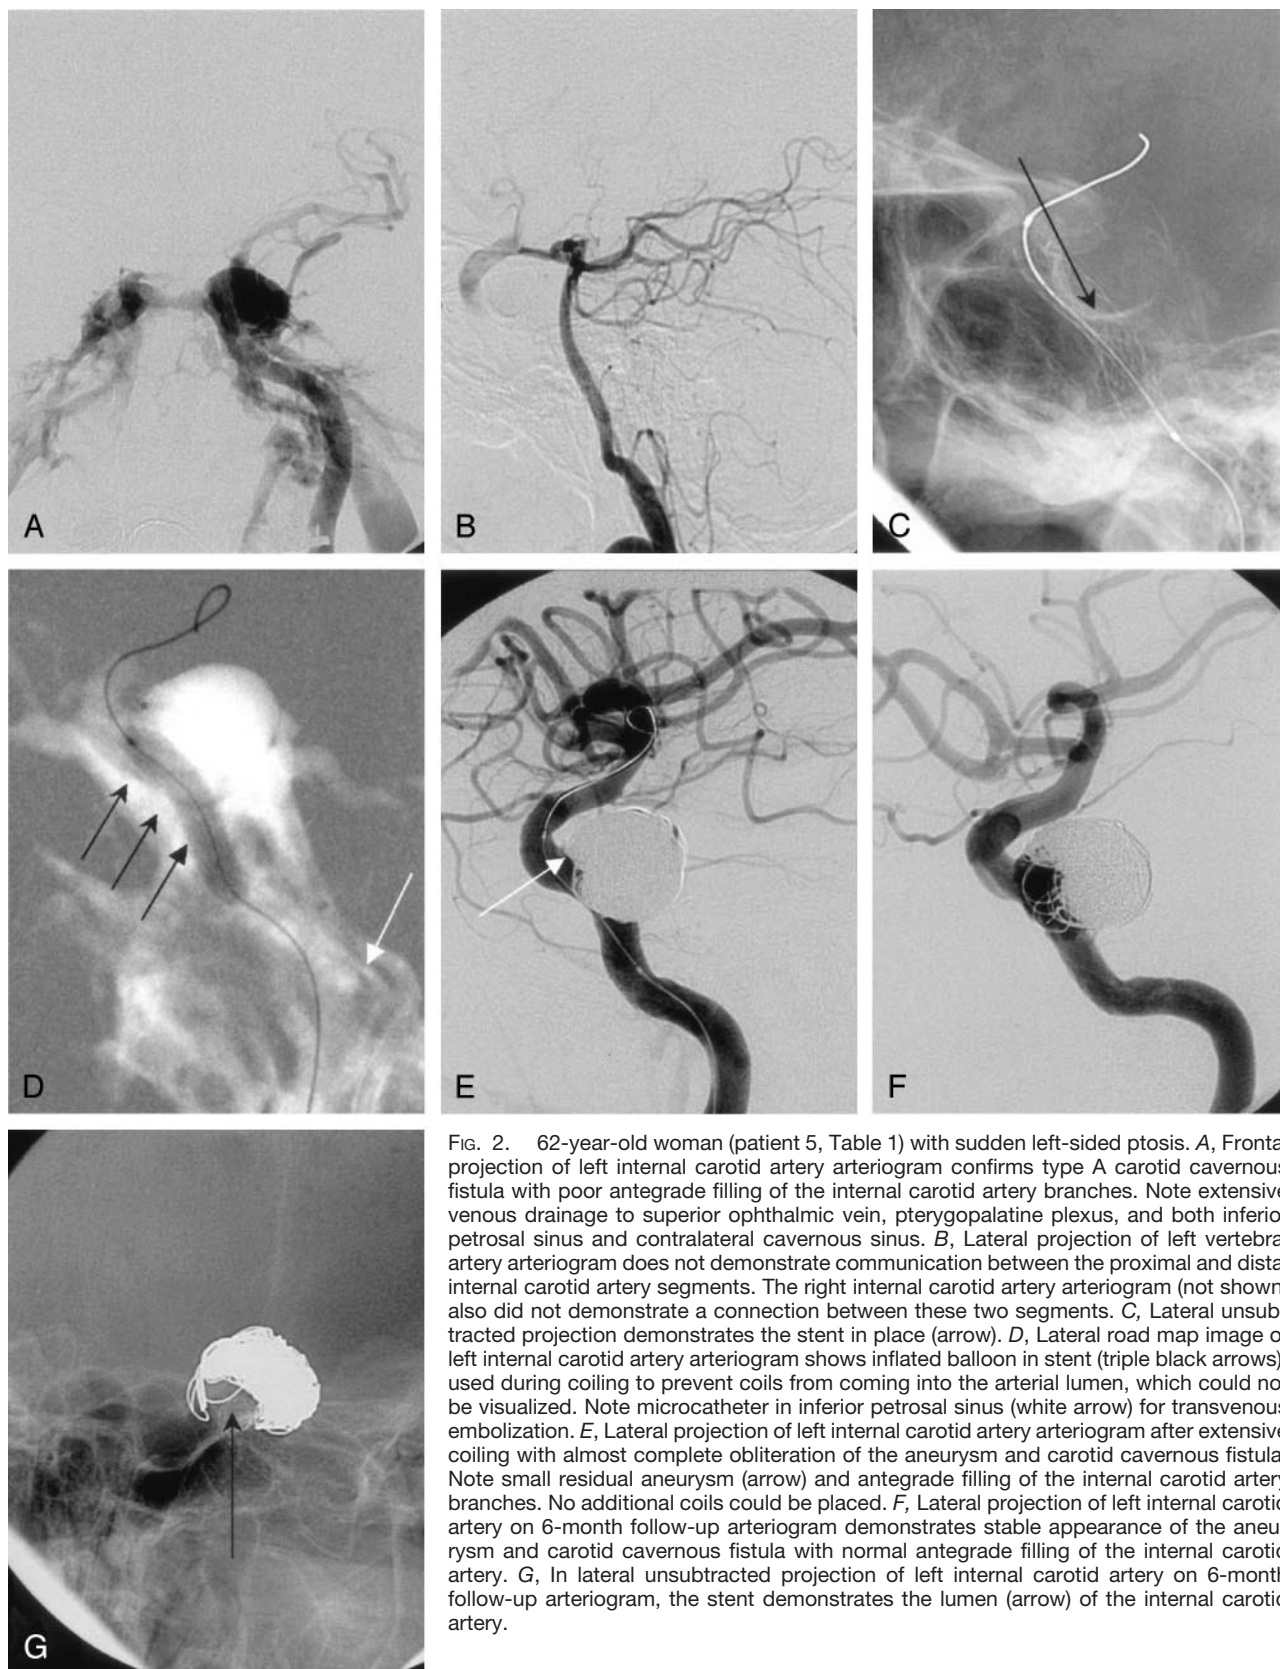 A
B
C
D
E
F
G
FIG. 2. 62-year-old woman (patient 5, Table 1) with sudden left-sided ptosis. A, Fronta
projection of left internal carotid artery arteriogram confirms type A carotid cavernous
fistula with poor antegrade filling of the internal carotid artery branches. Note extensive
venous drainage to superior ophthalmic vein, pterygopalatine plexus, and both inferio
petrosal sinus and contralateral cavernous sinus. B, Lateral projection of left vertebra
artery arteriogram does not demonstrate communication between the proximal and dista
internal carotid artery segments. The right internal carotid artery arteriogram (not shown
also did not demonstrate a connection between these two segments. C, Lateral unsub
tracted projection demonstrates the stent in place (arrow). D, Lateral road map image o
left internal carotid artery arteriogram shows inflated balloon in stent (triple black arrows)
used during coiling to prevent coils from coming into the arterial lumen, which could no
be visualized. Note microcatheter in inferior petrosal sinus (white arrow) for transvenous
embolization. E, Lateral projection of left internal carotid artery arteriogram after extensive
coiling with almost complete obliteration of the aneurysm and carotid cavernous fistula
Note small residual aneurysm (arrow) and antegrade filling of the internal carotid artery
branches. No additional coils could be placed. F, Lateral projection of left internal carotid
artery on 6-month follow-up arteriogram demonstrates stable appearance of the aneu
rysm and carotid cavernous fistula with normal antegrade filling of the internal carotid
artery. G, In lateral unsubtracted projection of left internal carotid artery on 6-month
follow-up arteriogram, the stent demonstrates the lumen (arrow) of the internal carotid
artery.